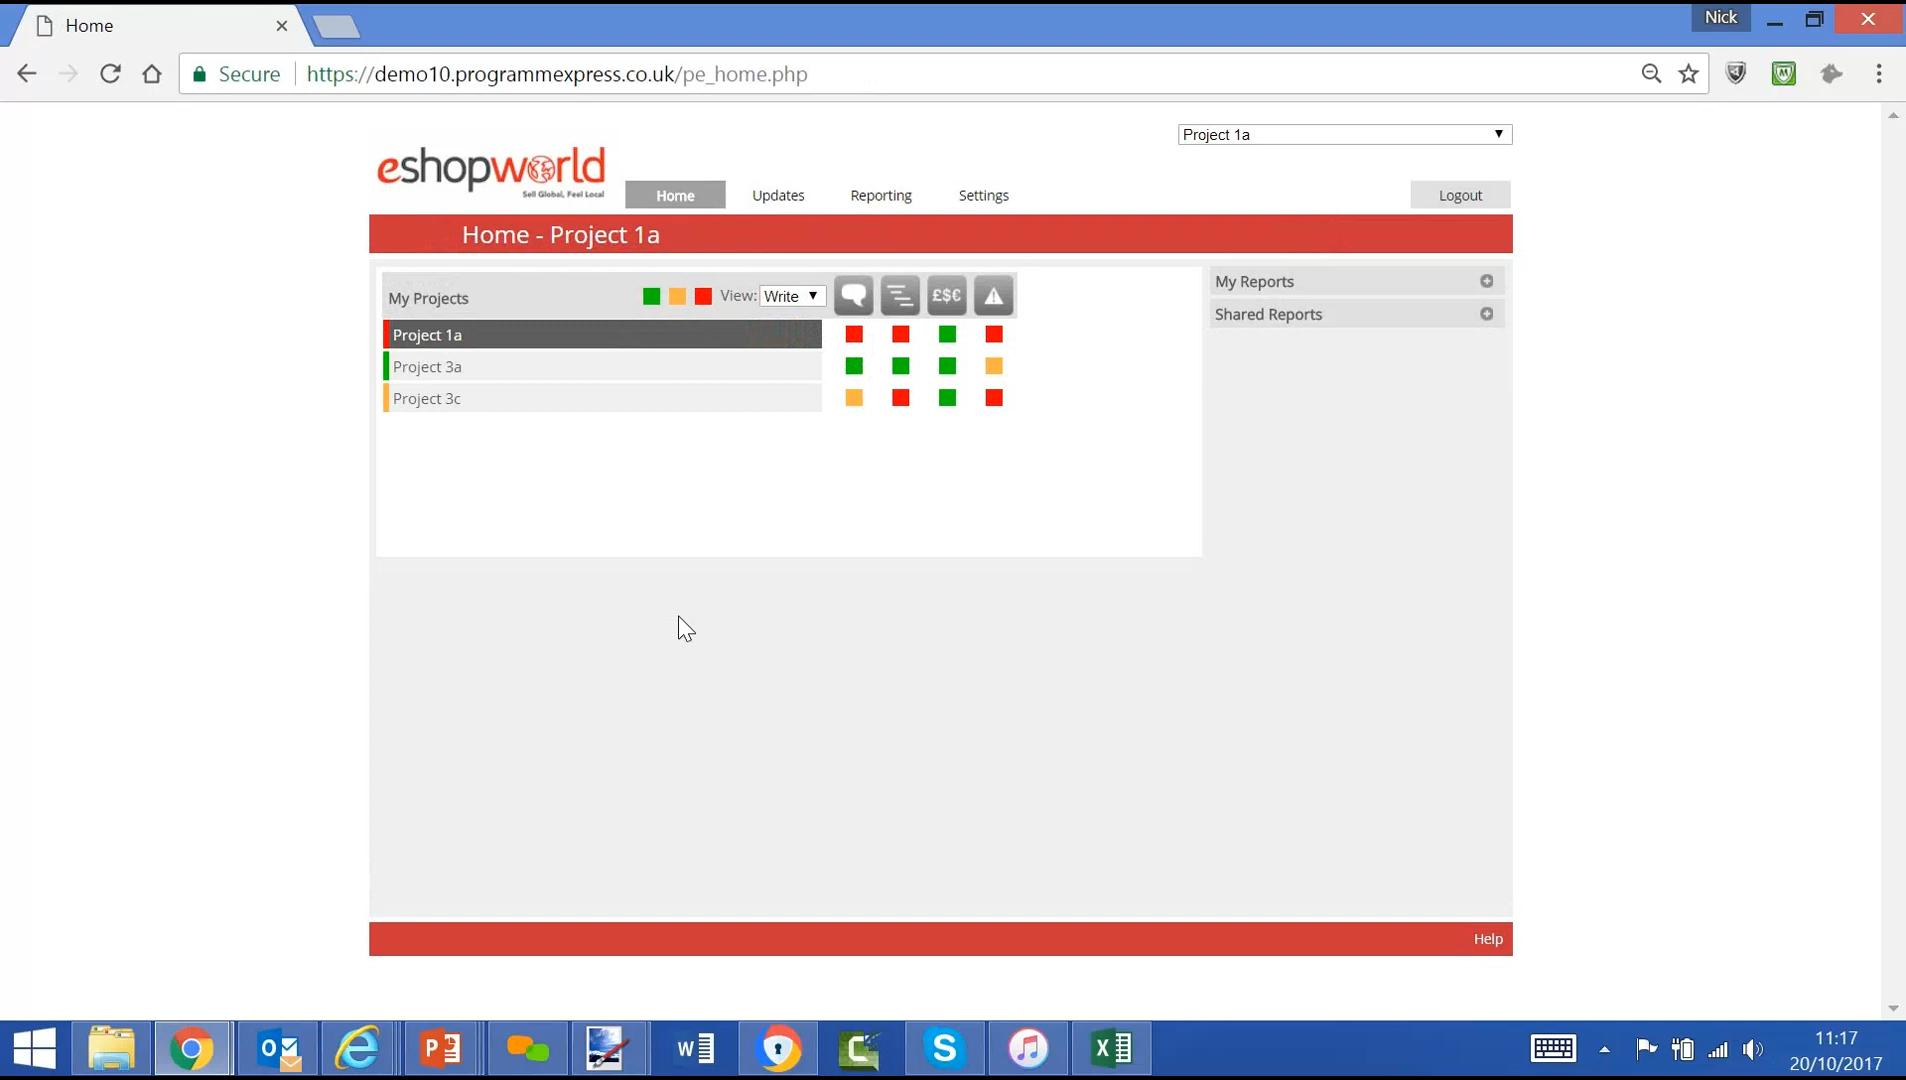 Home
Nick
Secure
https://demo10.programmexpress.co.uk/pe_home.php
Project 1a
eshopworld
Sell Global, Feel Local
Home
Updates
Reporting
Settings
Logout
Home - Project 1a
My Projects
View:
Write
£$€
My Reports
Shared Reports
Project 1a
Project 3a
Project 3c
Help
11:17
20/10/2017